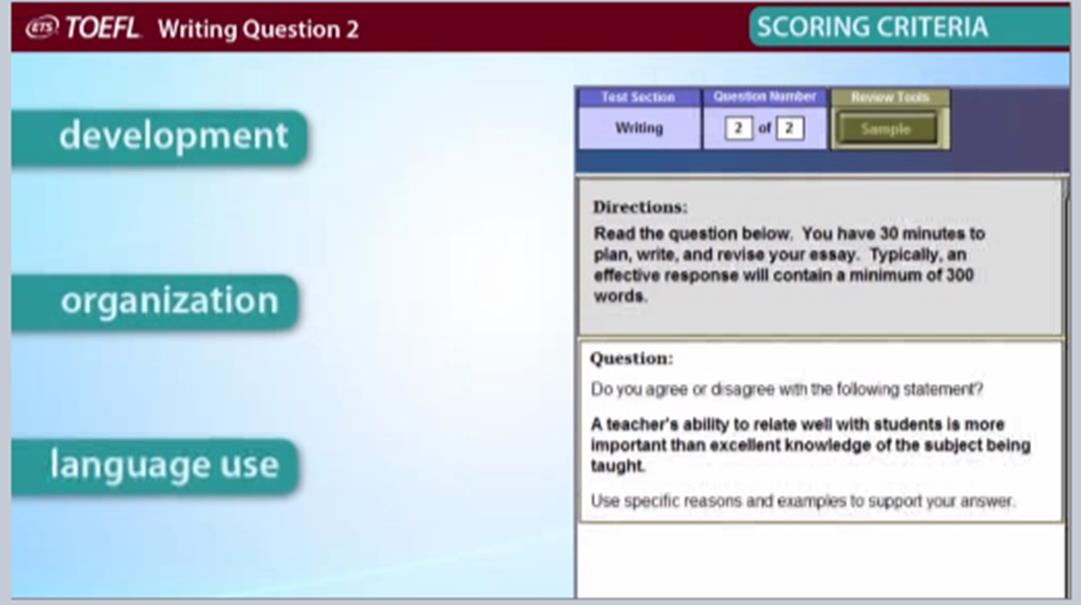 ETS TOEFL Writing Question 2
SCORING CRITERIA
development
organization
language use
Test Section
Question Number
Review Tools
Writing
2 of 2
Sample
Directions:
Read the question below. You have 30 minutes to
plan, write, and revise your essay. Typically, an
effective response will contain a minimum of 300
words.
Question:
Do you agree or disagree with the following statement?
A teacher's ability to relate well with students is more
important than excellent knowledge of the subject being
taught.
Use specific reasons and examples to support your answer.